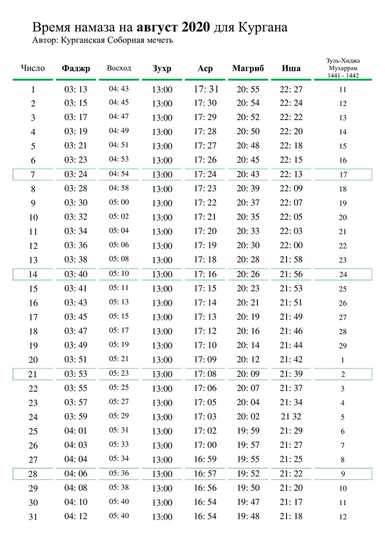 Время намаза на август 2020 для Кургана
Автор: Курганская Соборная мечеть
Зуль-Хиджа
Число Фаджр Восход Зухр Аср Магриб Иша Мухаррам
1441 - 1442
1 03: 13 04: 43 13:00 17: 31 20: 55 22: 27 11
2 03: 15 04: 45 13:00 17: 30 20: 54 22: 24 12
3 03: 17 04: 47 13:00 17: 29 20: 52 22: 22 13
4 03: 19 04: 49 13:00 17: 28 20: 50 22: 20 14
5 03: 21 04: 51 13:00 17: 27 20: 48 22: 18 15
6 03: 23 04: 53 13:00 17: 26 20: 45 22: 15 16
7 03: 24 04: 54 13:00 17: 24 20: 43 22: 13 17
8 03: 28 04: 58 13:00 17: 23 20: 39 22: 09 18
9 03: 30 05: 00 13:00 17: 22 20: 37 22: 07 19
10 03: 32 05: 02 13:00 17: 21 20: 35 22: 05 20
11 03: 34 05: 04 13:00 17: 20 20: 33 22: 03 21
12 03: 36 05: 06 13:00 17: 19 20: 30 22: 00 22
13 03: 38 05: 08 13:00 17: 18 20: 28 21: 58 23
14 03: 40 05: 10 13:00 17: 16 20: 26 21: 56 24
15 03: 41 05: 11 13:00 17: 15 20: 23 21: 53 25
16 03: 43 05: 13 13:00 17: 14 20: 21 21: 51 26
17 03: 45 05: 15 13:00 17: 13 20: 19 21: 49 27
18 03: 47 05: 17 13:00 17: 12 20: 16 21: 46 28
19 03: 49 05: 19 13:00 17: 10 20: 14 21: 44 29
20 03: 51 05: 21 13:00 17: 09 20: 12 21: 42 1
21 03: 53 05: 23 13:00 17: 08 20: 09 21: 39 2
22 03: 55 05: 25 13:00 17: 06 20: 07 21: 37 3
23 03: 57 05: 27 13:00 17: 05 20: 04 21: 34 4
24 03: 59 05: 29 13:00 17: 03 20: 02 21 32 5
25 04: 01 05: 31 13:00 17: 02 19: 59 21: 29 6
26 04: 03 05: 33 13:00 17: 00 19: 57 21: 27 7
27 04: 04 05: 34 13:00 16: 59 19: 55 21: 25 8
28 04: 06 05: 36 13:00 16: 57 19: 52 21: 22 9
29 04: 08 05: 38 13:00 16: 56 19: 50 21: 20 10
30 04: 10 05: 40 13:00 16: 54 19: 47 21: 17 11
31 04: 12 05: 40 13:00 16: 54 19: 48 21: 18 12